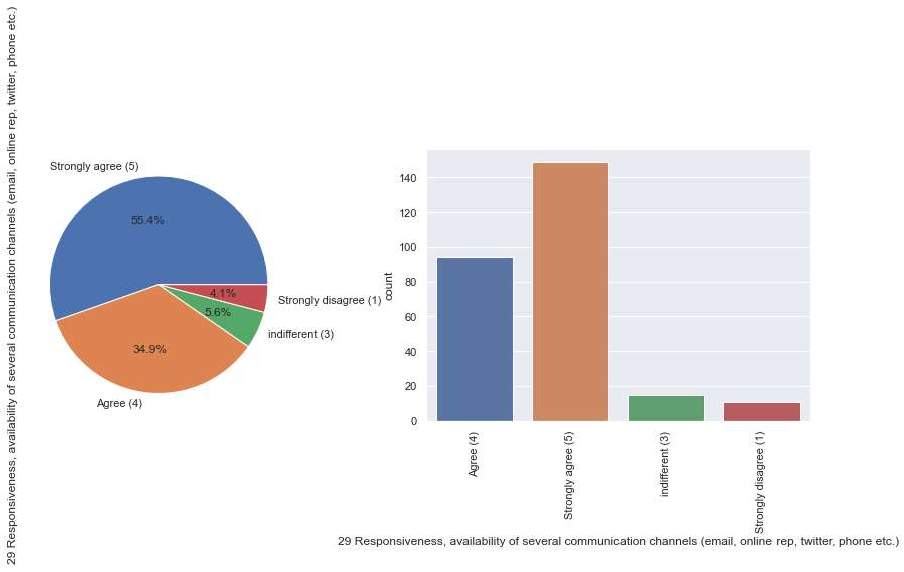 29 Responsiveness, availability of several communication channels (email, online rep, twitter, phone etc.)
Strongly agree (5)
55.4%
4.1%
Strongly disagree (1)
5.6%
indifferent (3)
34.9%
Agree (4)
count
140
120
100
80
60
40
20
0
Agree (4)
Strongly agree (5)
indifferent (3)
Strongly disagree (1)
29 Responsiveness, availability of several communication channels (email, online rep, twitter, phone etc.)